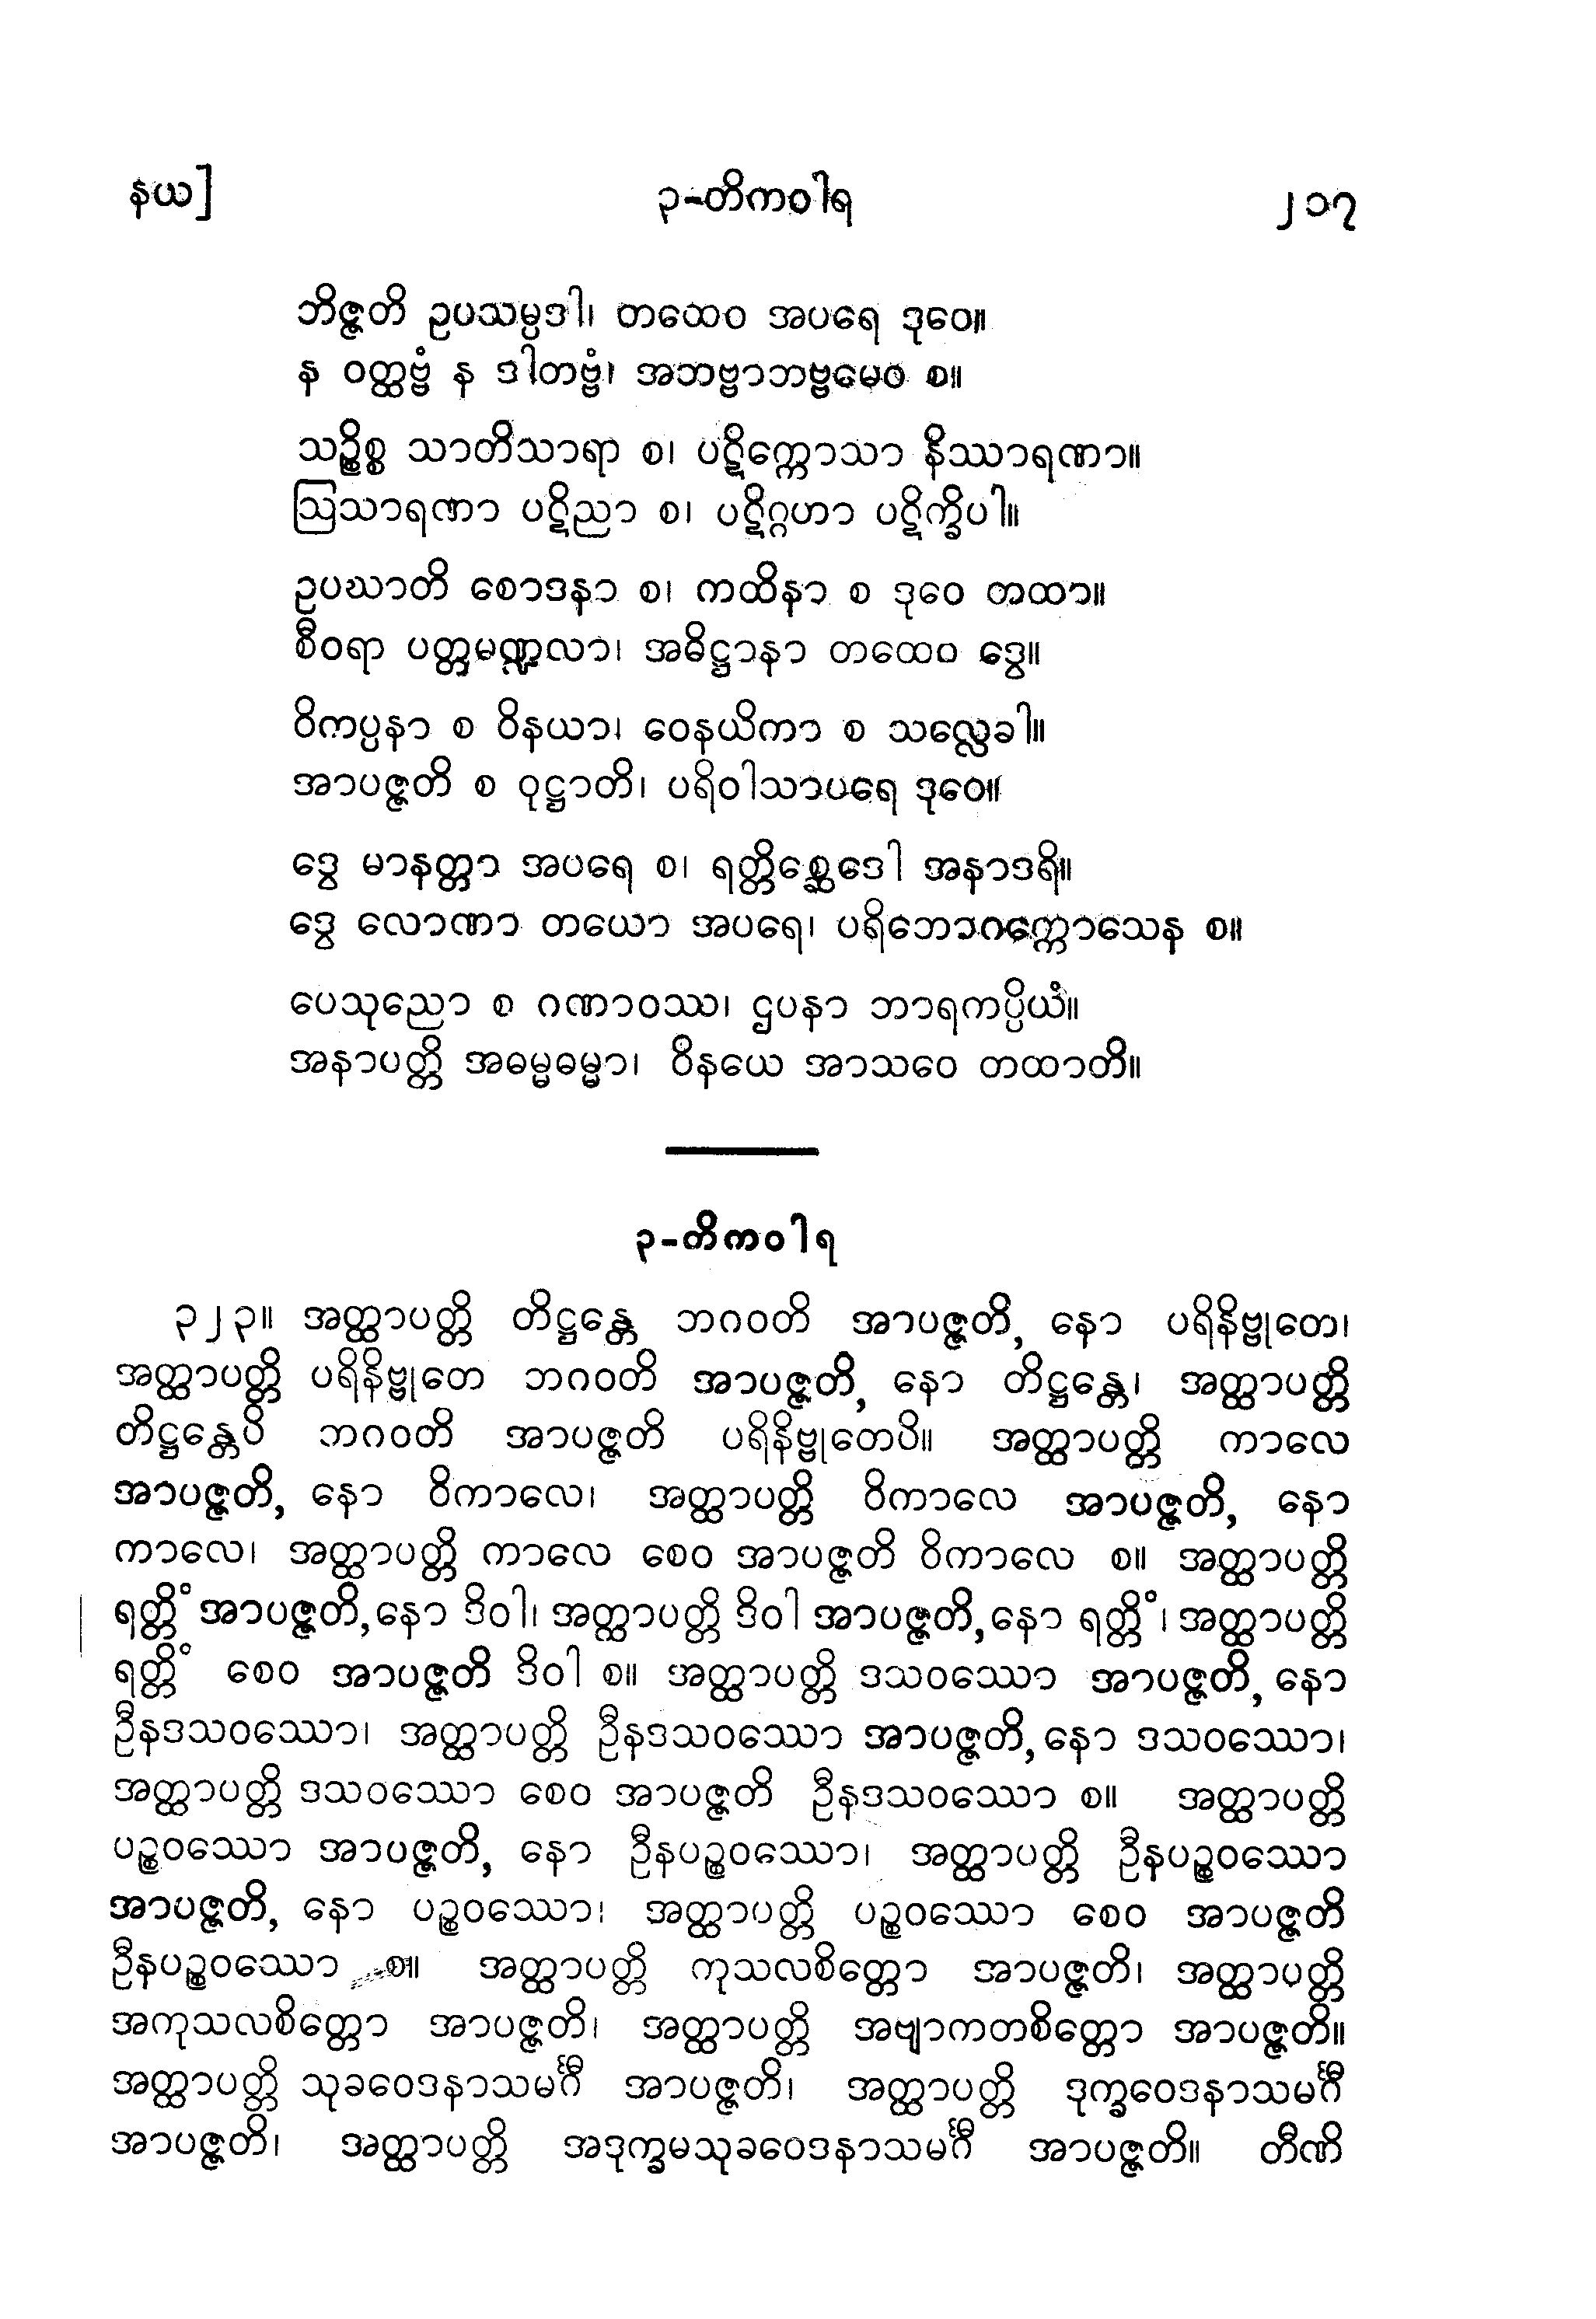 နယ]
၃-တိကဝါရ
၂၁၇
ဘိဇ္ဇတိ ဥပသမ္ပဒါ၊ တထေဝ အပရေ ဒုဝေ။
န ဝတ္ထဗ္ဗံ န ဒါတဗ္ဗံ၊ အဘဗ္ဗာဘဗ္ဗမေဝ စ။
သဉ္စိစ္စ သာတိသာရာ စ၊ ပဋိက္ကောသာ နိဿာရဏာ။
ဩသာရဏာ ပဋိညာ စ၊ ပဋိဂ္ဂဟာ ပဋိက္ခိပါ။
ဥပဃာတိ စောဒနာ စ၊ ကထိနာ စ ဒုဝေ တထာ။
စီဝရာ ပတ္တမဏ္ဍလာ၊ အဓိဋ္ဌာနာ တထေဝ ဒွေ။
ဝိကပ္ပနာ စ ဝိနယာ၊ ဝေနယိကာ စ သလ္လေခါ။
အာပဇ္ဇတိ စ ဝုဋ္ဌာတိ၊ ပရိဝါသာပရေ ဒုဝေ။
ဒွေ မာနတ္တာ အပရေ စ၊ ရတ္တိစ္ဆေဒေါ အနာဒရိ။
ဒွေ လောဏာ တယော အပရေ၊ ပရိဘောဂက္ကောသေန စ။
ပေသုညော စ ဂဏာဝဿ၊ ဌပနာ ဘာရကပ္ပိယံ။
အနာပတ္တိ အဓမ္မဓမ္မာ၊ ဝိနယေ အာသဝေ တထာတိ။
၃-တိကဝါရ
၃၂၃။ အတ္ထာပတ္တိ တိဋ္ဌန္တေ ဘဂဝတိ အာပဇ္ဇတိ, နော ပရိနိဗ္ဗုတေ၊
အတ္ထာပတ္တိ ပရိနိဗ္ဗုတေ ဘဂဝတိ အာပဇ္ဇတိ, နော တိဋ္ဌန္တေ၊ အတ္ထာပတ္တိ
တိဋ္ဌန္တေပိ ဘဂဝတိ အာပဇ္ဇတိ ပရိနိဗ္ဗုတေပိ။ အတ္ထာပတ္တိ ကာလေ
အာပဇ္ဇတိ, နော ဝိကာလေ၊ အတ္ထာပတ္တိ ဝိကာလေ အာပဇ္ဇတိ, နော
ကာလေ၊ အတ္ထာပတ္တိ ကာလေ စေဝ အာပဇ္ဇတိ ဝိကာလေ စ။ အတ္ထာပတ္တိ
ရတ္တိံ အာပဇ္ဇတိ,နော ဒိဝါ၊ အတ္ထာပတ္တိ ဒိဝါ အာပဇ္ဇတိ,နော ရတ္တိံ၊ အတ္ထာပတ္တိ
ရတ္တိံ စေဝ အာပဇ္ဇတိ ဒိဝါ စ။ အတ္ထာပတ္တိ ဒသဝဿော အာပဇ္ဇတိ, နော
ဦနဒသဝဿော၊ အတ္ထာပတ္တိ ဦနဒသဝဿော အာပဇ္ဇတိ, နော ဒသဝဿော၊
အတ္ထာပတ္တိ ဒသဝဿော စေဝ အာပဇ္ဇတိ ဦနဒသဝဿော စ။ အတ္ထာပတ္တိ
ပဉ္စဝဿော အာပဇ္ဇတိ, နော ဦနပဉ္စဝဿော၊ အတ္ထာပတ္တိ ဦနပဉ္စဝဿော
အာပဇ္ဇတိ, နော ပဉ္စဝဿော၊ အတ္ထာပတ္တိ ပဉ္စဝဿော စေဝ အာပဇ္ဇတိ
ဦနပဉ္စဝဿော စ။ အတ္ထာပတ္တိ ကုသလစိတ္တော အာပဇ္ဇတိ၊ အတ္ထာပတ္တိ
အကုသလစိတ္တော အာပဇ္ဇတိ၊ အတ္ထာပတ္တိ အဗျာကတစိတ္တော အာပဇ္ဇတိ။
အတ္ထာပတ္တိ သုခဝေဒနာသမင်္ဂီ အာပဇ္ဇတိ၊ အတ္ထာပတ္တိ ဒုက္ခဝေဒနာသမင်္ဂီ
အာပဇ္ဇတိ၊ အတ္ထာပတ္တိ အဒုက္ခမသုခဝေဒနာသမင်္ဂီ အာပဇ္ဇတိ။ တီဏိ